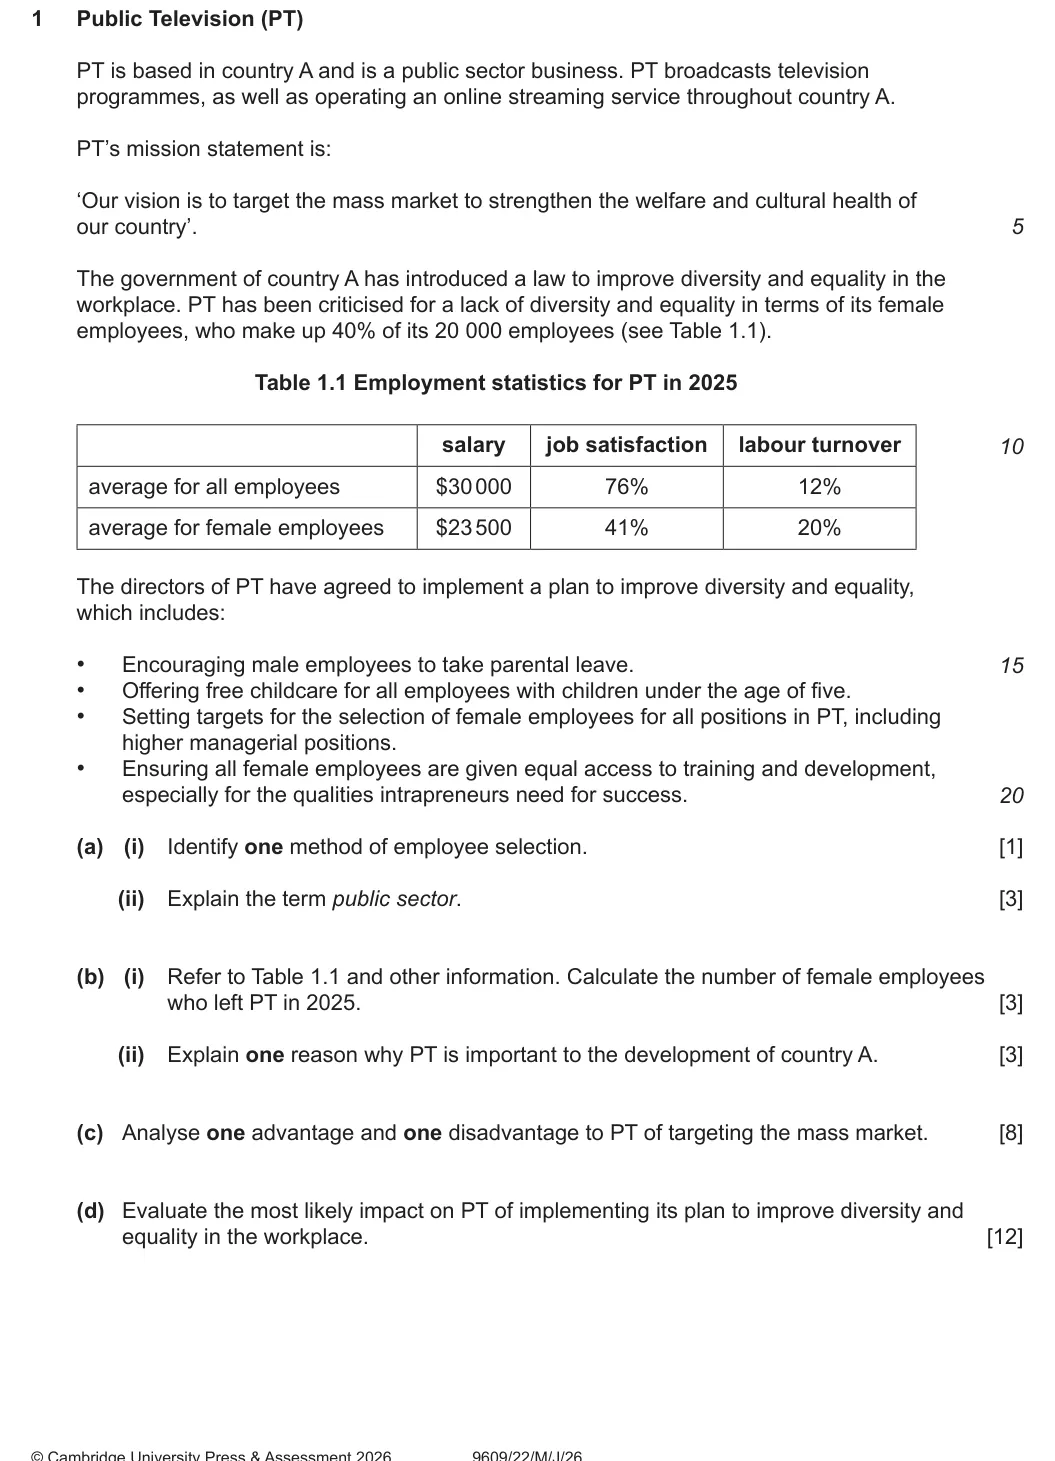 1 Public Television (PT)
PT is based in country A and is a public sector business. PT broadcasts television
programmes, as well as operating an online streaming service throughout country A.
PT’s mission statement is:
‘Our vision is to target the mass market to strengthen the welfare and cultural health of
our country’. 5
The government of country A has introduced a law to improve diversity and equality in the
workplace. PT has been criticised for a lack of diversity and equality in terms of its female
employees, who make up 40% of its 20 000 employees (see Table 1.1).
Table 1.1 Employment statistics for PT in 2025
salary job satisfaction labour turnover 10
average for all employees $30 000 76% 12%
average for female employees $23 500 41% 20%
The directors of PT have agreed to implement a plan to improve diversity and equality,
which includes:
• Encouraging male employees to take parental leave. 15
• Offering free childcare for all employees with children under the age of five.
• Setting targets for the selection of female employees for all positions in PT, including
higher managerial positions.
• Ensuring all female employees are given equal access to training and development,
especially for the qualities intrapreneurs need for success. 20
(a) (i) Identify one method of employee selection. [1]
(ii) Explain the term public sector. [3]
(b) (i) Refer to Table 1.1 and other information. Calculate the number of female employees
who left PT in 2025. [3]
(ii) Explain one reason why PT is important to the development of country A. [3]
(c) Analyse one advantage and one disadvantage to PT of targeting the mass market. [8]
(d) Evaluate the most likely impact on PT of implementing its plan to improve diversity and
equality in the workplace. [12]
© Cambridge University Press & Assessment 2026 9609/22/M/J/26